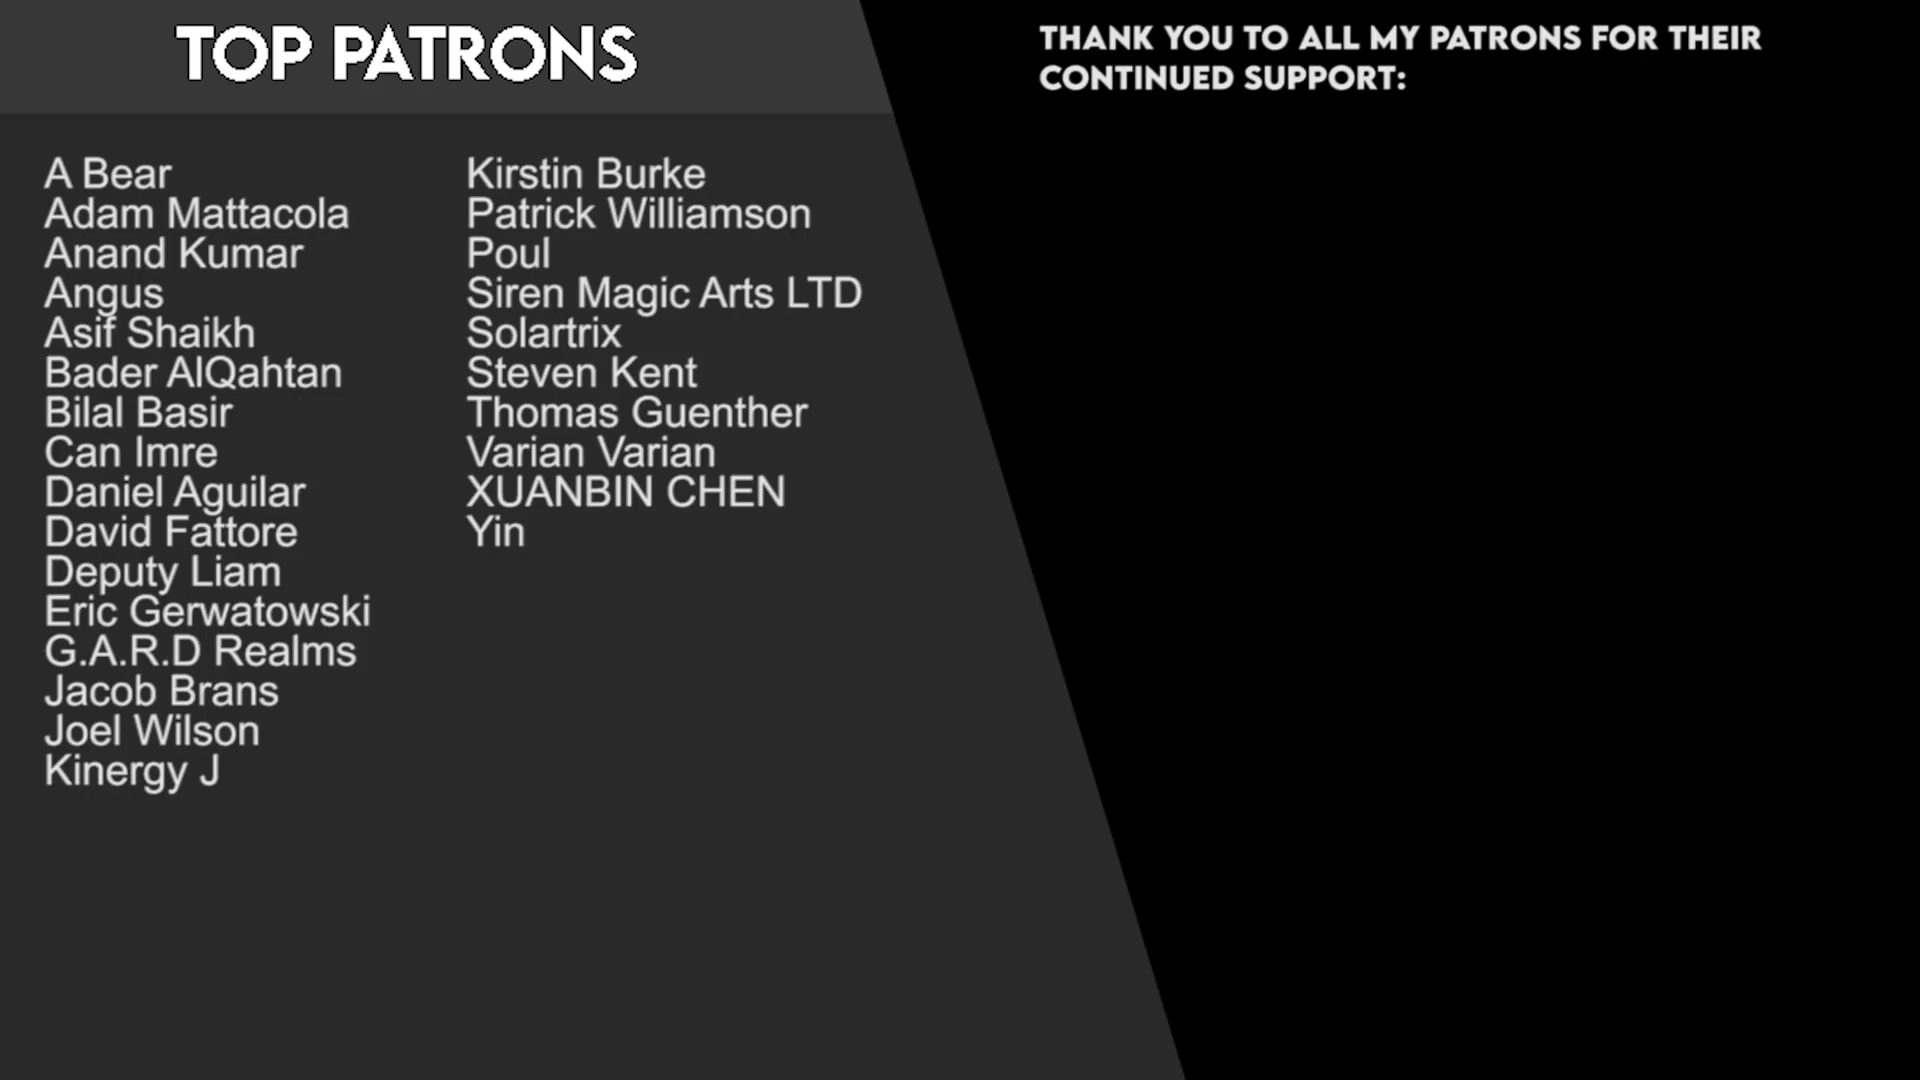 TOP PATRONS
A Bear
Adam Mattacola
Anand Kumar
Angus
Asif Shaikh
Bader AlQahtan
Bilal Basir
Can Imre
Daniel Aguilar
David Fattore
Deputy Liam
Eric Gerwatowski
G.A.R.D Realms
Jacob Brans
Joel Wilson
Kinergy J
Kirstin Burke
Patrick Williamson
Poul
Siren Magic Arts LTD
Solartrix
Steven Kent
Thomas Guenther
Varian Varian
XUANBIN CHEN
Yin
THANK YOU TO ALL MY PATRONS FOR THEIR
CONTINUED SUPPORT: